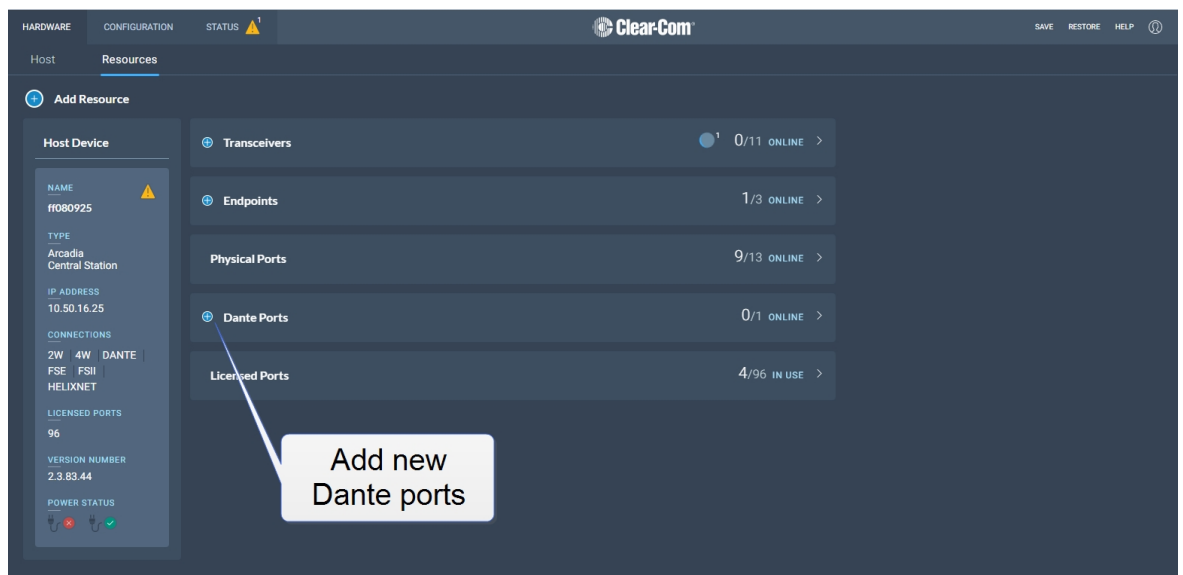 HARDWARE CONFIGURATION STATUS 1 Clear-Com® SAVE RESTORE HELP
Host Resources
Add Resource
Host Device
NAME
ff080925
TYPE
Arcadia
Central Station
IP ADDRESS
10.50.16.25
CONNECTIONS
2W 4W DANTE
FSE FSII
HELIXNET
LICENSED PORTS
96
VERSION NUMBER
2.3.83.44
POWER STATUS
Transceivers 1 0/11 ONLINE
Endpoints 1/3 ONLINE
Physical Ports 9/13 ONLINE
Dante Ports 0/1 ONLINE
Licensed Ports 4/96 IN USE
Add new
Dante ports